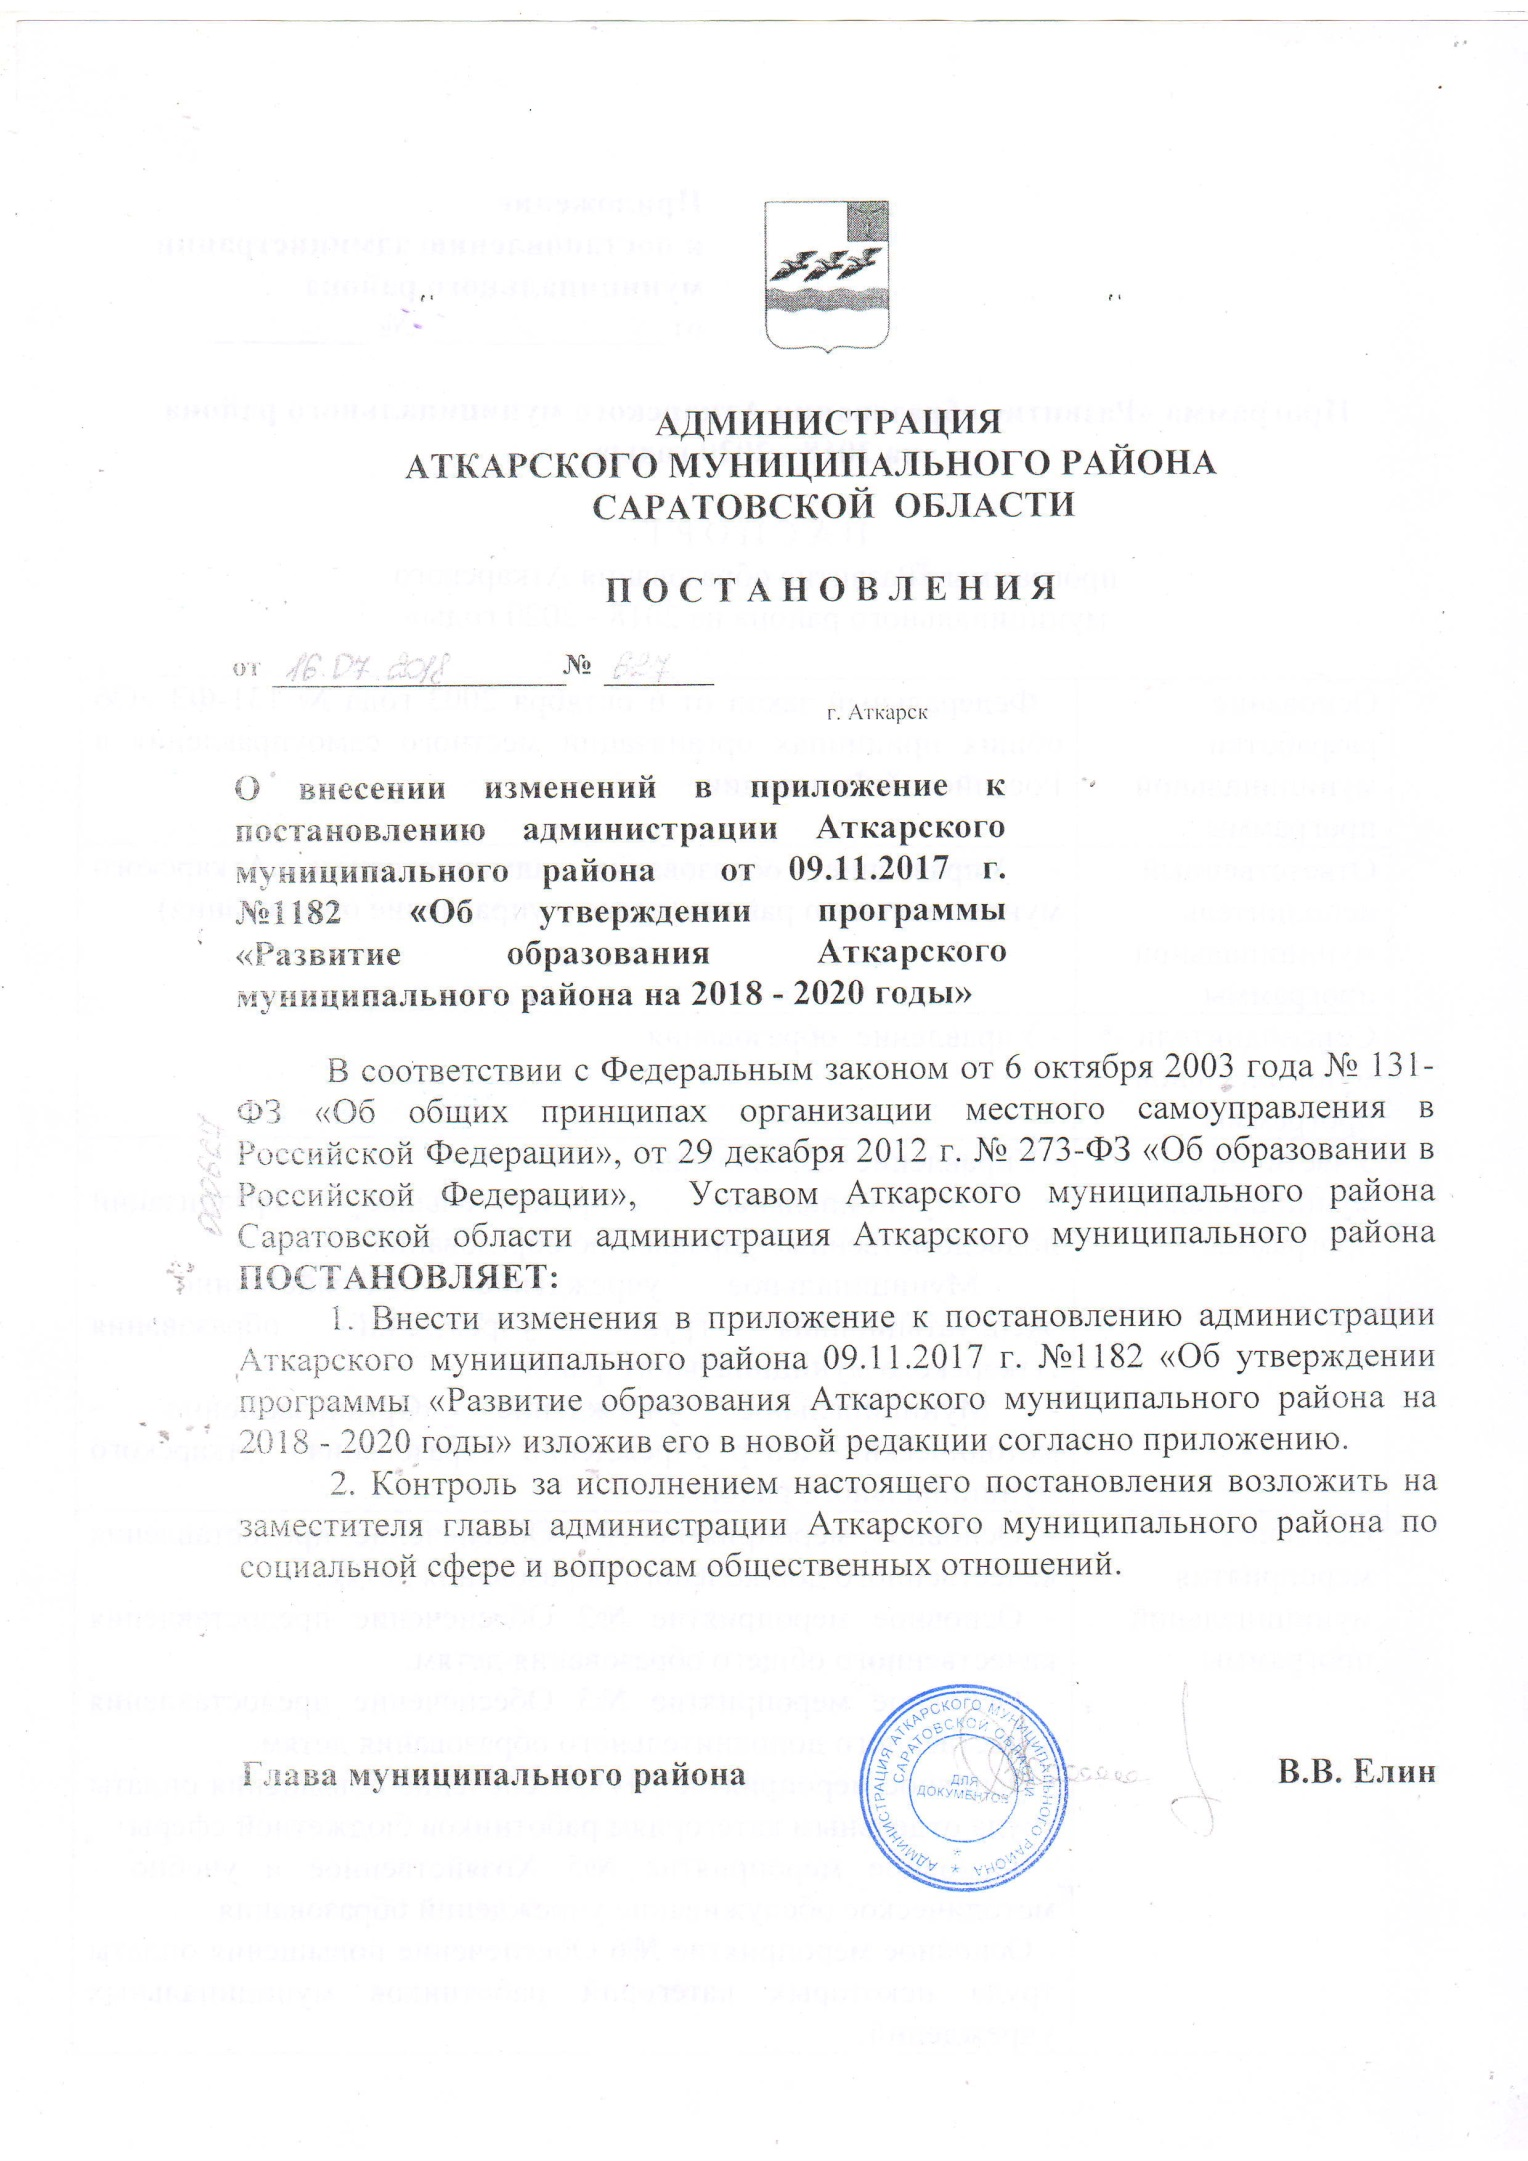 АДМИНИСТРАЦИЯ
АТКАРСКОГО МУНИЦИПАЛЬНОГО РАЙОНА
САРАТОВСКОЙ ОБЛАСТИ
П О С Т А Н О В Л Е Н И Я
от 16.07.2018 № 627
г. Аткарск
О внесении изменений в приложение к
постановлению администрации Аткарского
муниципального района от 09.11.2017 г.
№1182 «Об утверждении программы
«Развитие образования Аткарского
муниципального района на 2018 - 2020 годы»
В соответствии с Федеральным законом от 6 октября 2003 года № 131-
ФЗ «Об общих принципах организации местного самоуправления в
Российской Федерации», от 29 декабря 2012 г. № 273-ФЗ «Об образовании в
Российской Федерации», Уставом Аткарского муниципального района
Саратовской области администрация Аткарского муниципального района
ПОСТАНОВЛЯЕТ:
1. Внести изменения в приложение к постановлению администрации
Аткарского муниципального района 09.11.2017 г. №1182 «Об утверждении
программы «Развитие образования Аткарского муниципального района на
2018 - 2020 годы» изложив его в новой редакции согласно приложению.
2. Контроль за исполнением настоящего постановления возложить на
заместителя главы администрации Аткарского муниципального района по
социальной сфере и вопросам общественных отношений.
Глава муниципального района В.В. Елин
АДМИНИСТРАЦИЯ АТКАРСКОГО МУНИЦИПАЛЬНОГО РАЙОНА
САРАТОВСКОЙ ОБЛАСТИ
ДЛЯ
ДОКУМЕНТОВ